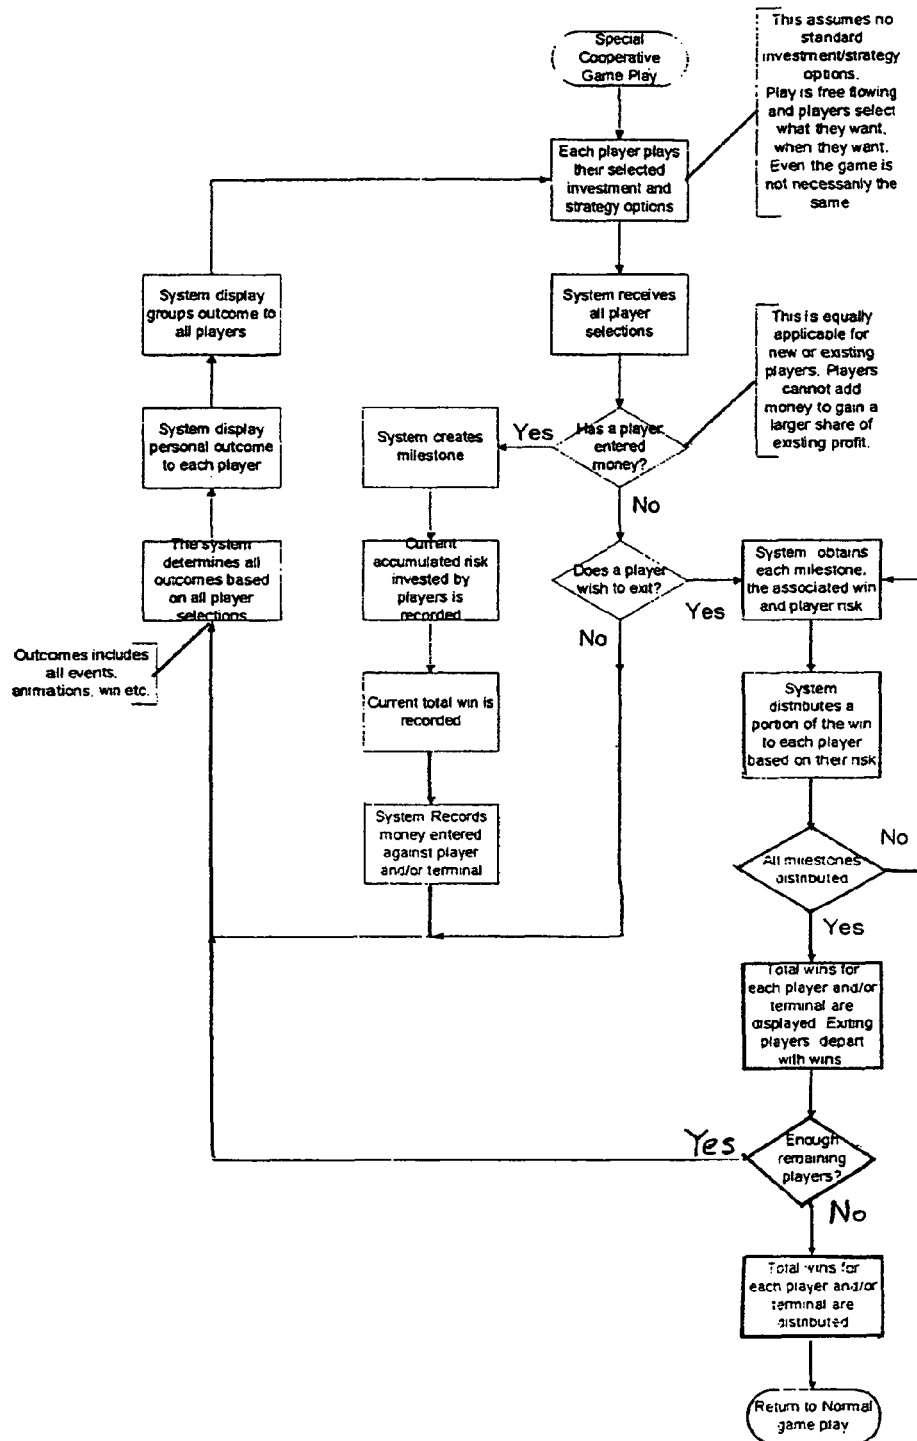 Special
Cooperative
Game Play
This assumes no
standard
investment/strategy
options.
Play is free flowing
and players select
what they want,
when they want.
Even the game is
not necessarily the
same
Each player plays
their selected
investment and
strategy options
System receives
all player
selections
This is equally
applicable for
new or existing
players. Players
cannot add
money to gain a
larger share of
existing profit.
Has a player
entered
money?
Yes
No
System creates
milestone
Current
accumulated risk
invested by
players is
recorded
Current total win is
recorded
System Records
money entered
against player
and/or terminal
System display
groups outcome to
all players
System display
personal outcome
to each player
The system
determines all
outcomes based
on all player
selections
Outcomes includes
all events,
animations, win etc.
Does a player
wish to exit?
Yes
No
System obtains
each milestone,
the associated win
and player risk
System
distributes a
portion of the win
to each player
based on their risk
All milestones
distributed
No
Yes
Total wins for
each player and/or
terminal are
displayed Exiting
players depart
with wins
Enough
remaining
players?
Yes
No
Total wins for
each player and/or
terminal are
distributed
Return to Normal
game play